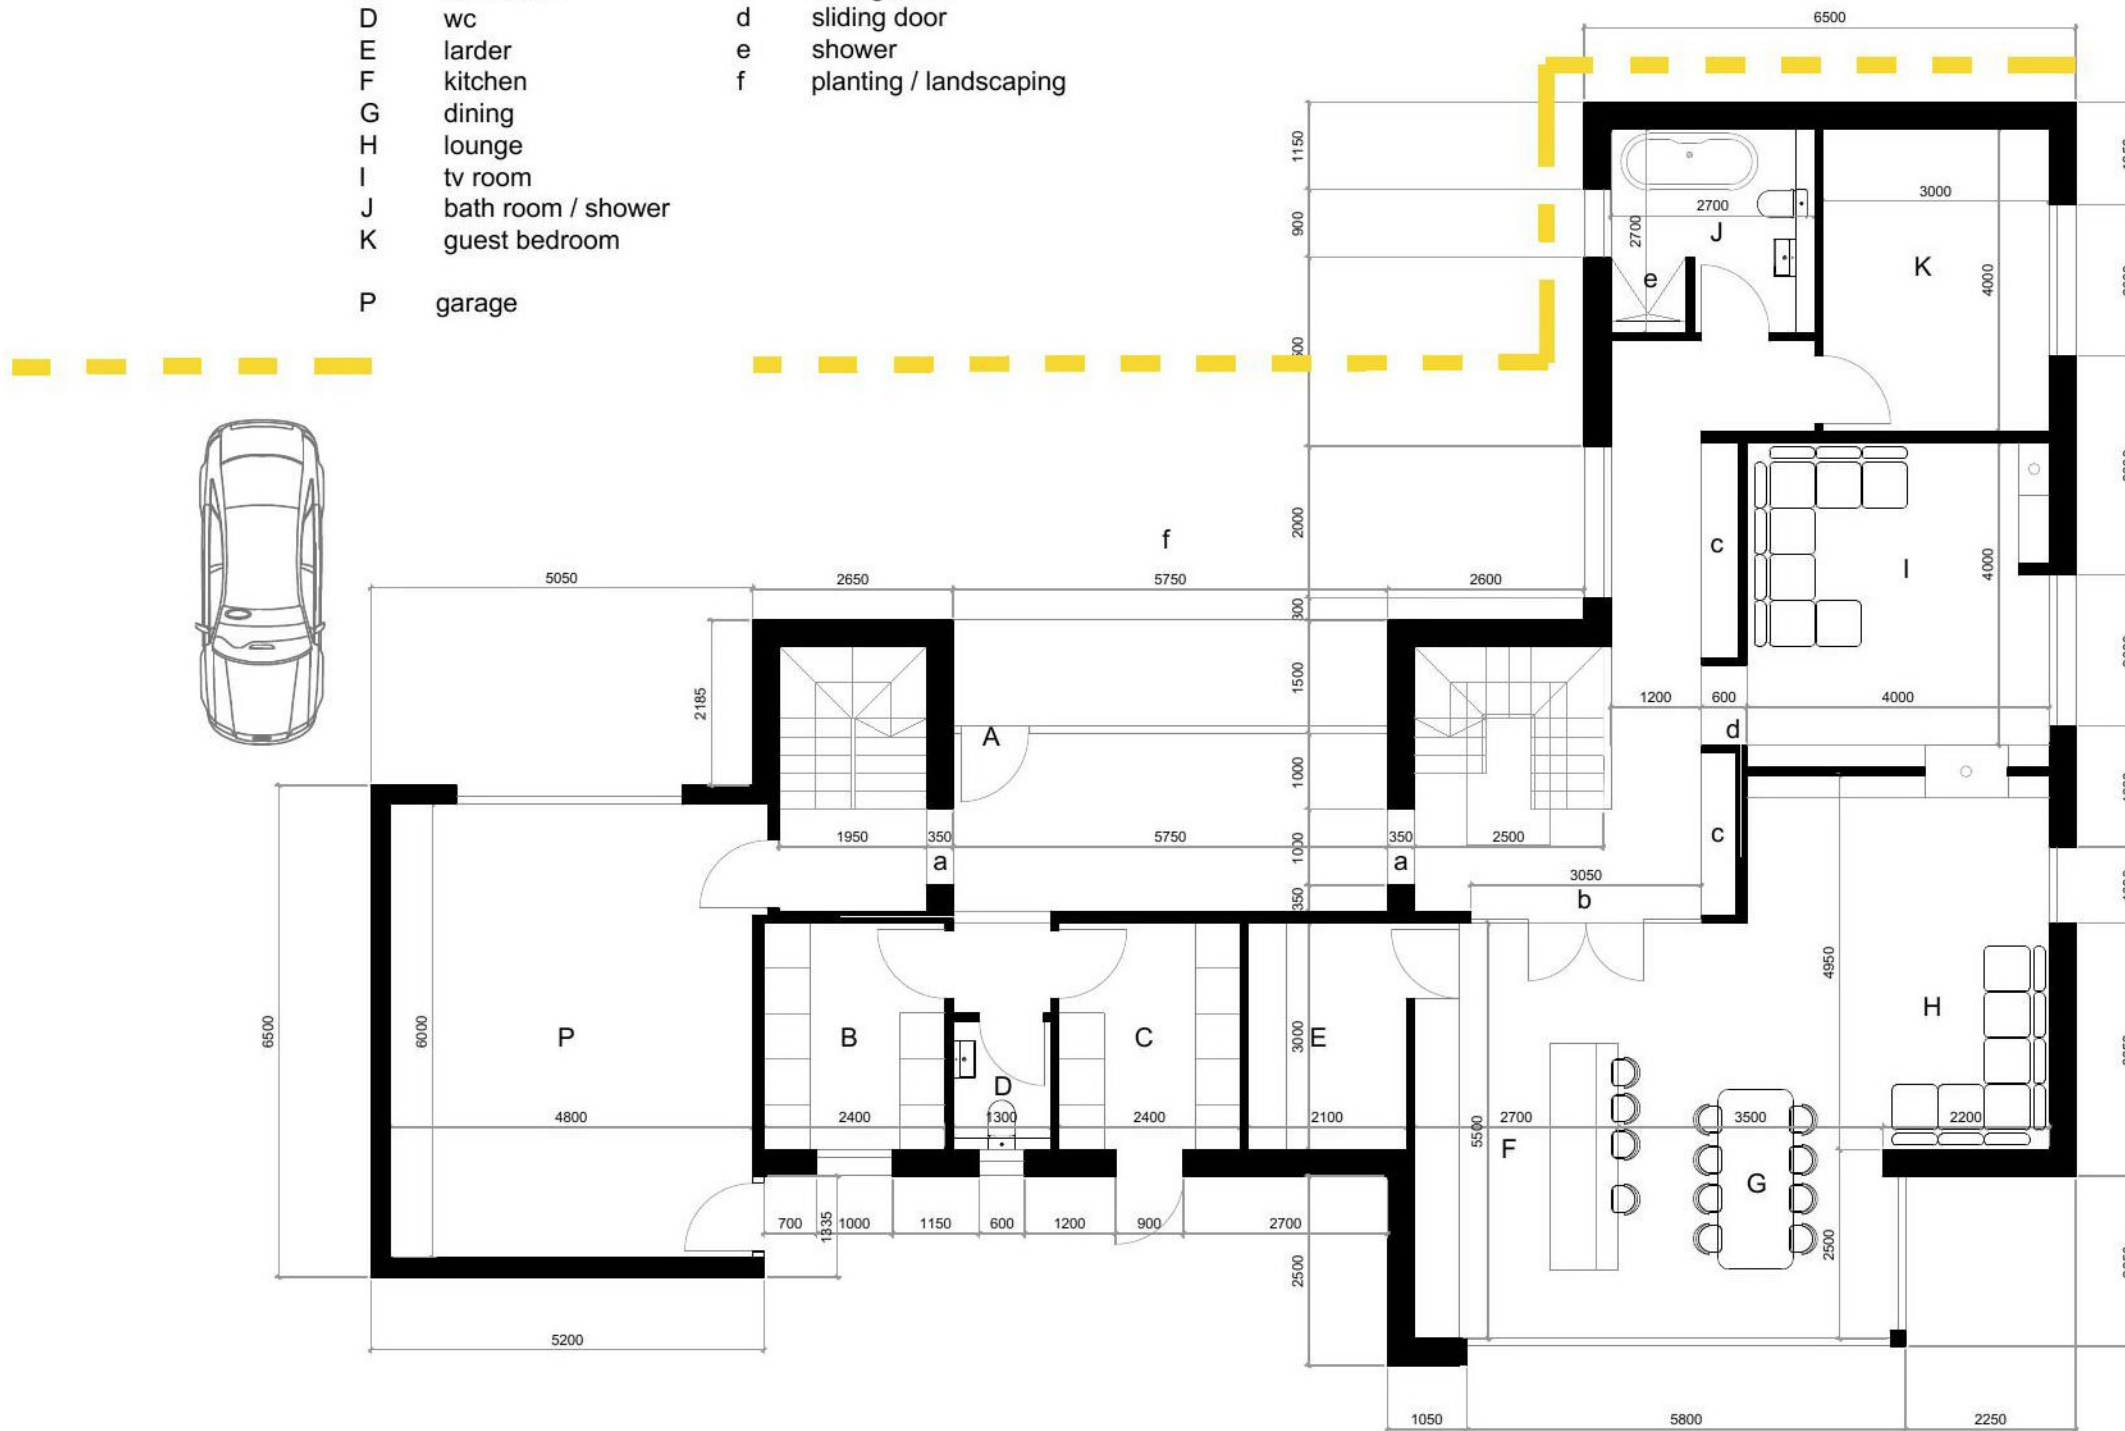 D wc d sliding door
E larder e shower
F kitchen f planting / landscaping
G dining
H lounge
I tv room
J bath room / shower
K guest bedroom
P garage
6500
1150
900
2700
2700
J
e
3000
K
4000
2000
300
f
5050
2650
5750
2600
c
I
4000
2185
1500
1200
600
4000
d
A
1000
1950
350
5750
350
2500
1000
a
a
c
3050
b
350
6500
6000
P
B
C
3000
E
4950
H
D
4800
2400
1300
2400
2100
2700
3500
2200
5500
F
G
700
1000
1335
1150
600
1200
900
2700
2500
2500
5200
1050
5800
2250